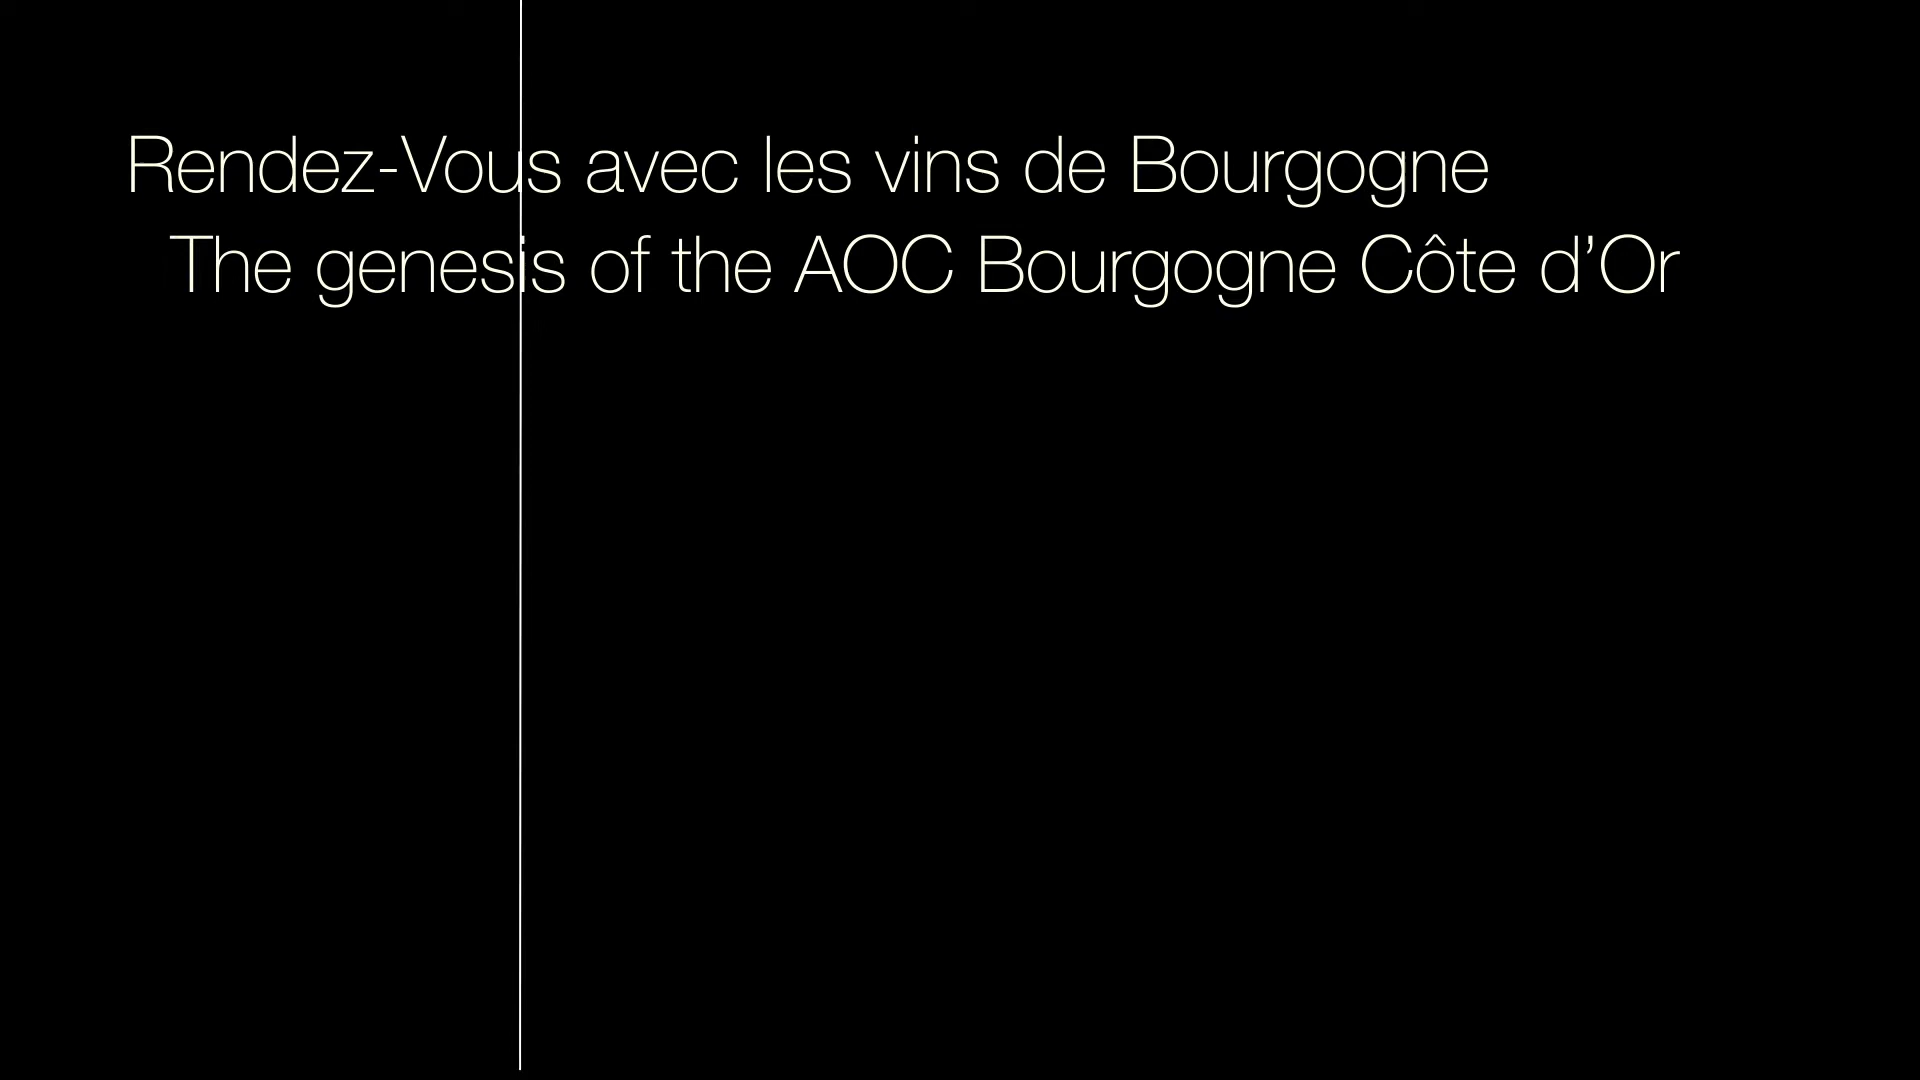 Rendez-Vous avec les vins de Bourgogne
The genesis of the AOC Bourgogne Côte d’Or